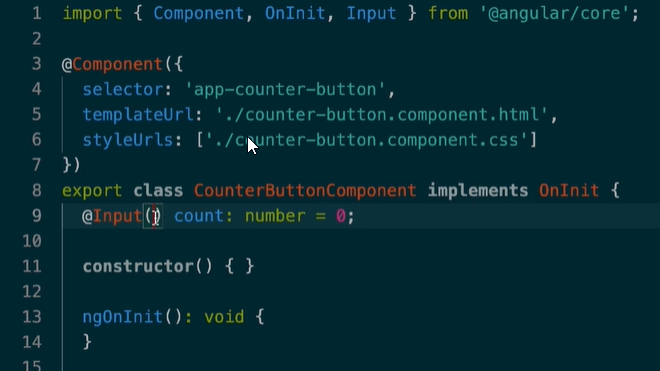 1 import { Component, OnInit, Input } from '@angular/core';
2
3 @Component({
4 selector: 'app-counter-button',
5 templateUrl: './counter-button.component.html',
6 styleUrls: ['./counter-button.component.css']
7 })
8 export class CounterButtonComponent implements OnInit {
9 @Input() count: number = 0;
10
11 constructor() { }
12
13 ngOnInit(): void {
14 }
15